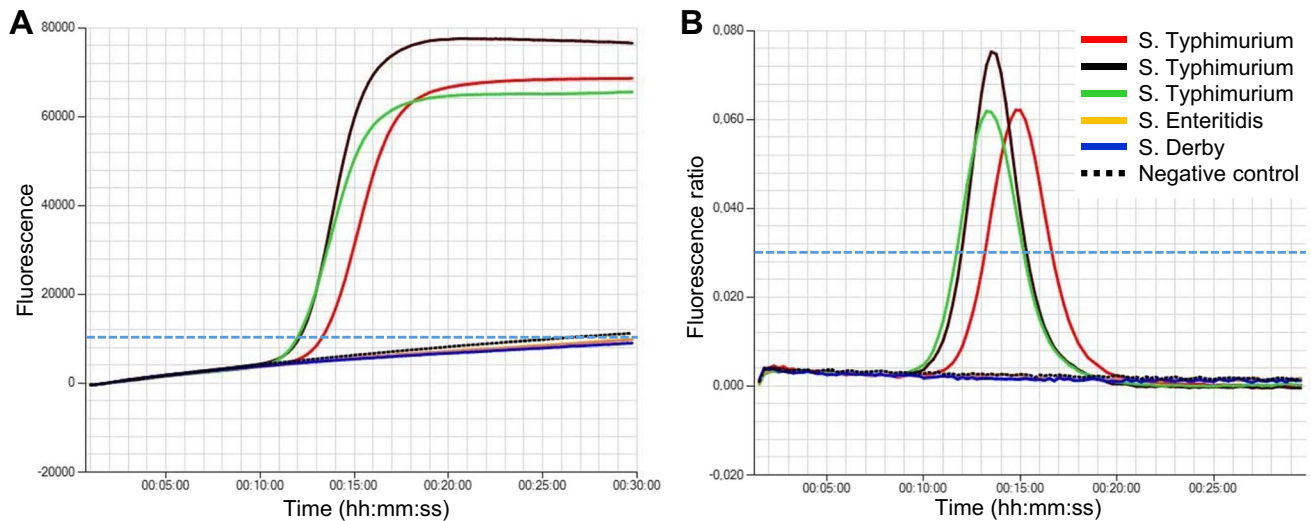 A
80000
60000
40000
20000
0
-20000
Fluorescence
00:05:00
00:10:00
00:15:00
00:20:00
00:25:00
00:30:00
Time (hh:mm:ss)
B
0.080
0.060
0.040
0.020
0.000
-0.020
Fluorescence ratio
00:05:00
00:10:00
00:15:00
00:20:00
00:25:00
Time (hh:mm:ss)
S. Typhimurium
S. Typhimurium
S. Typhimurium
S. Enteritidis
S. Derby
Negative control